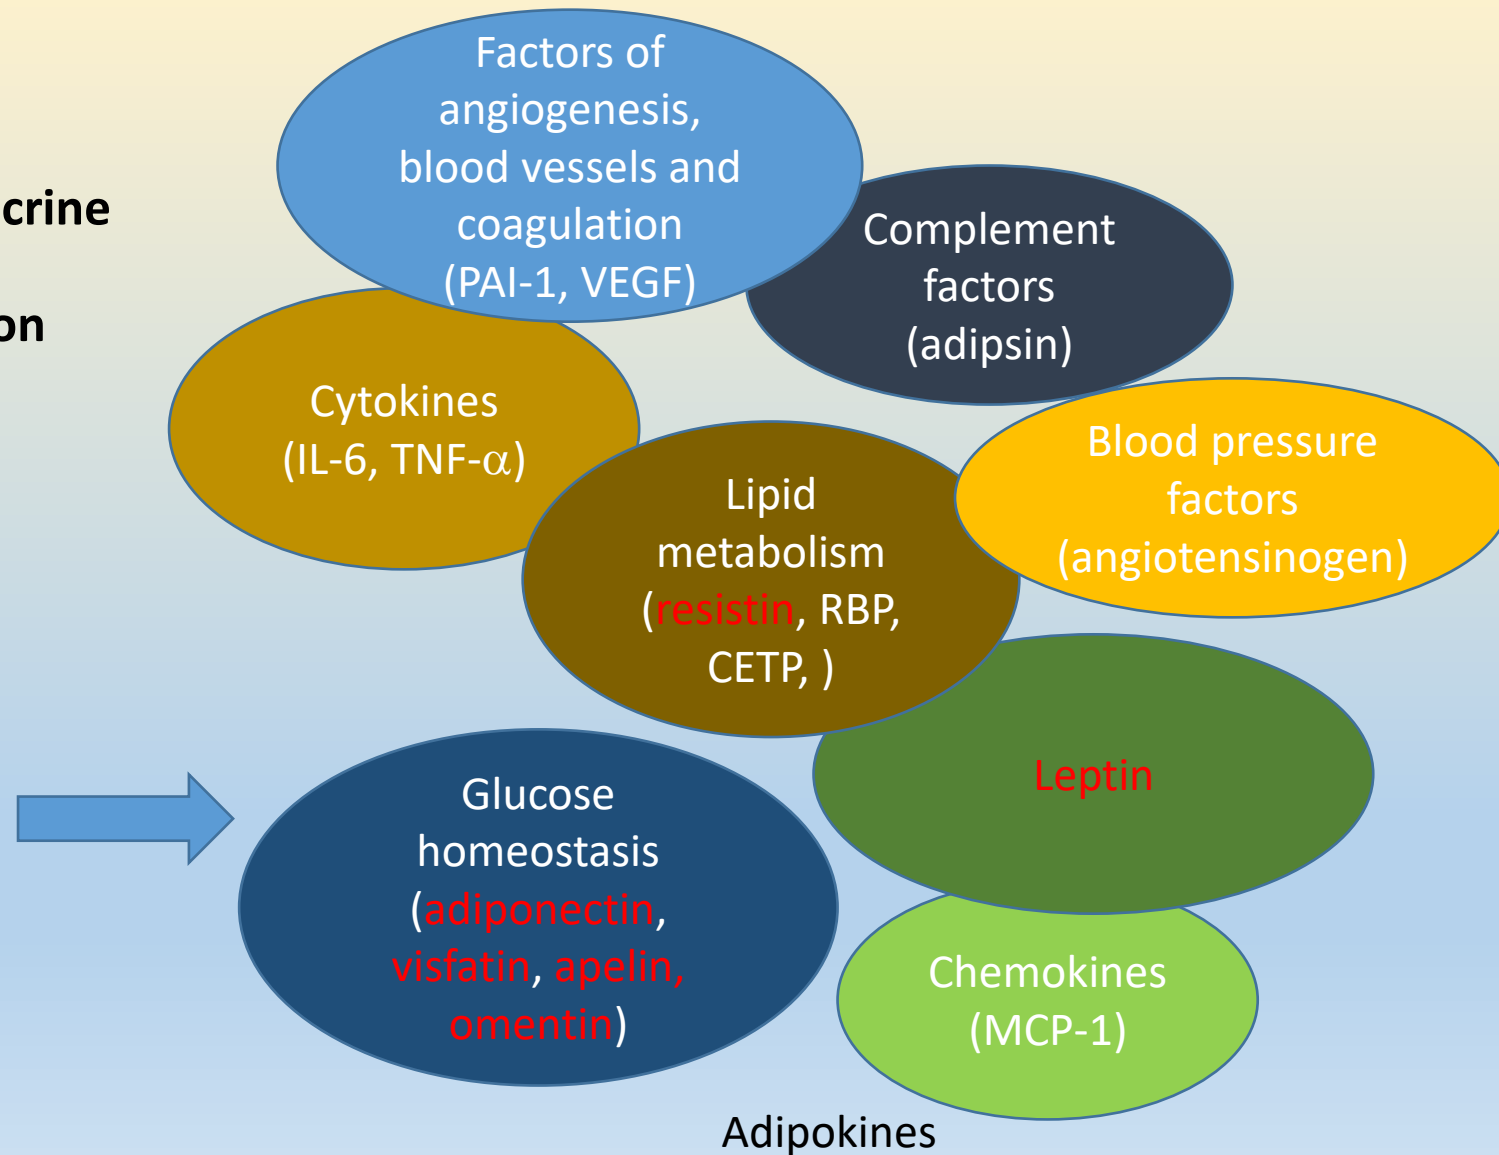 crine
on
Factors of
angiogenesis,
blood vessels and
coagulation
(PAI-1, VEGF)
Complement
factors
(adipsin)
Cytokines
(IL-6, TNF-α)
Blood pressure
factors
(angiotensinogen)
Lipid
metabolism
(resistin, RBP,
CETP, )
Leptin
Glucose
homeostasis
(adiponectin,
visfatin, apelin,
omentin)
Chemokines
(MCP-1)
Adipokines